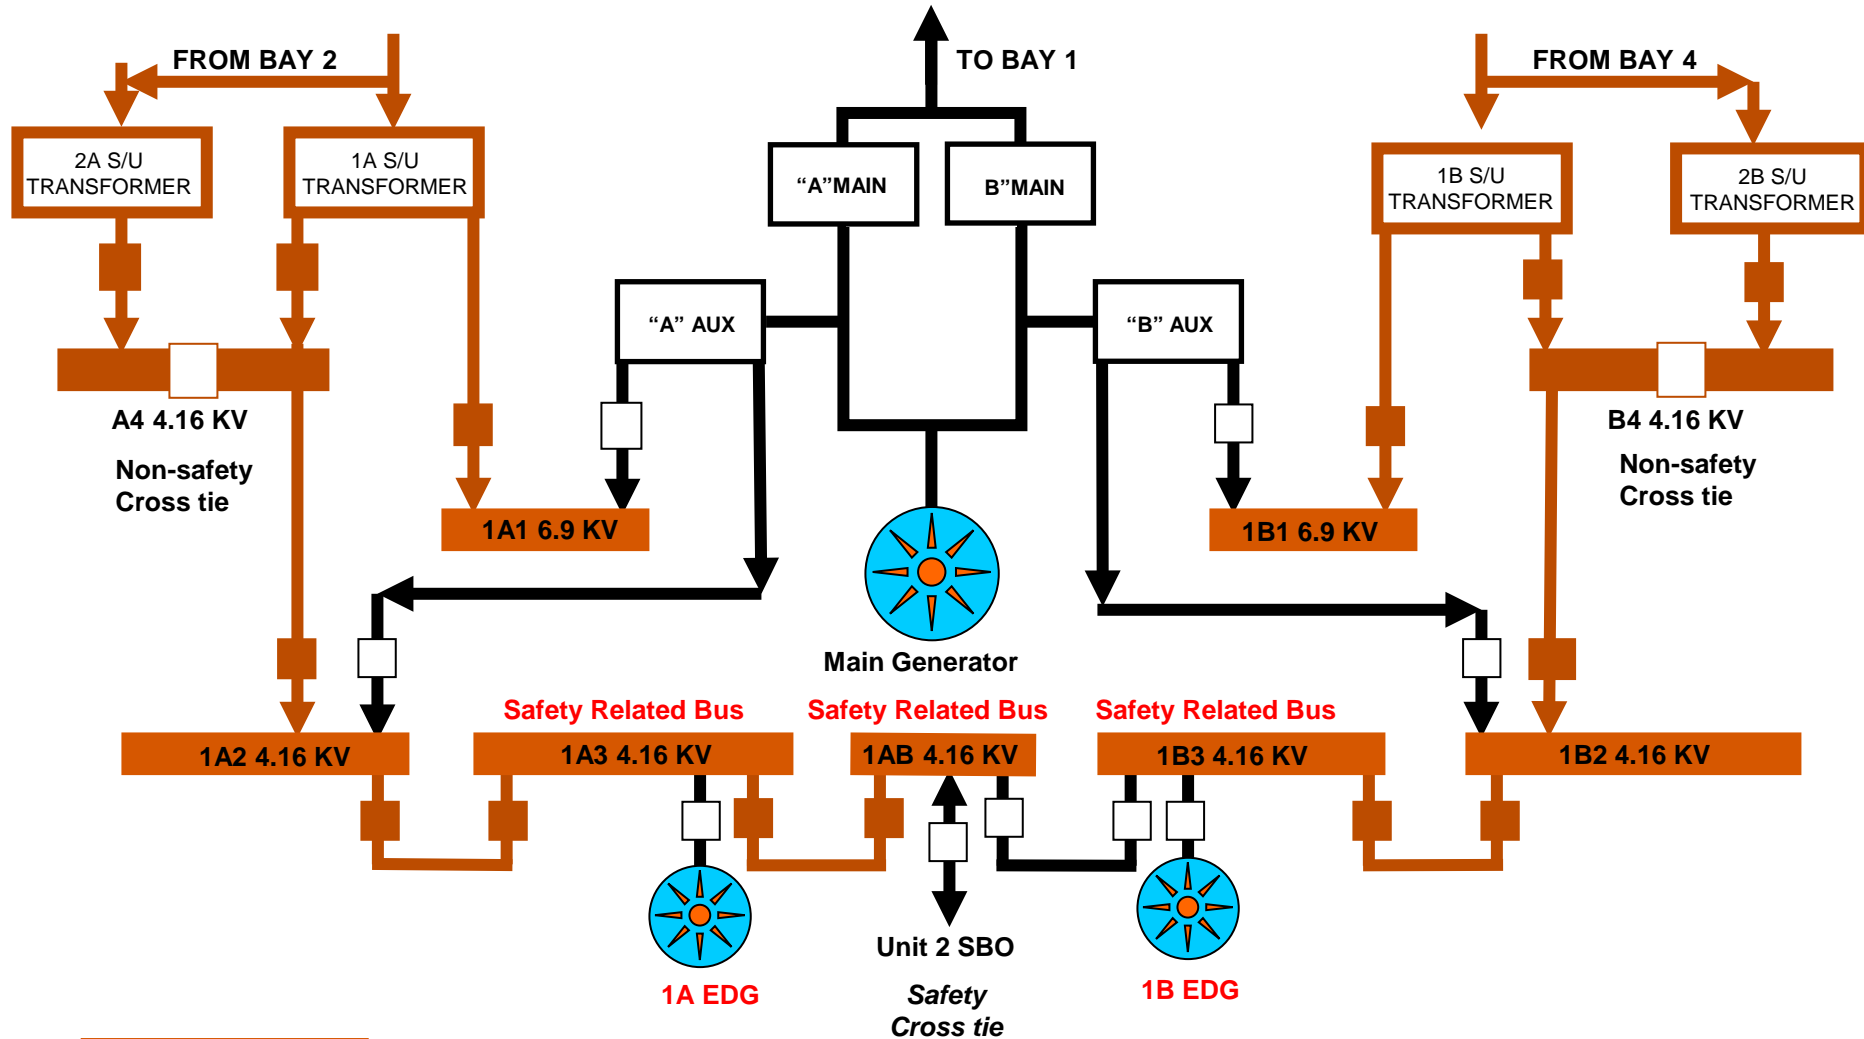 FROM BAY 2
TO BAY 1
FROM BAY 4
2A S/U
TRANSFORMER
1A S/U
TRANSFORMER
“A”MAIN
B”MAIN
1B S/U
TRANSFORMER
2B S/U
TRANSFORMER
“A” AUX
“B” AUX
A4 4.16 KV
B4 4.16 KV
Non-safety
Cross tie
Non-safety
Cross tie
1A1 6.9 KV
1B1 6.9 KV
Main Generator
Safety Related Bus
Safety Related Bus
Safety Related Bus
1A2 4.16 KV
1A3 4.16 KV
1AB 4.16 KV
1B3 4.16 KV
1B2 4.16 KV
Unit 2 SBO
1A EDG
1B EDG
Safety
Cross tie